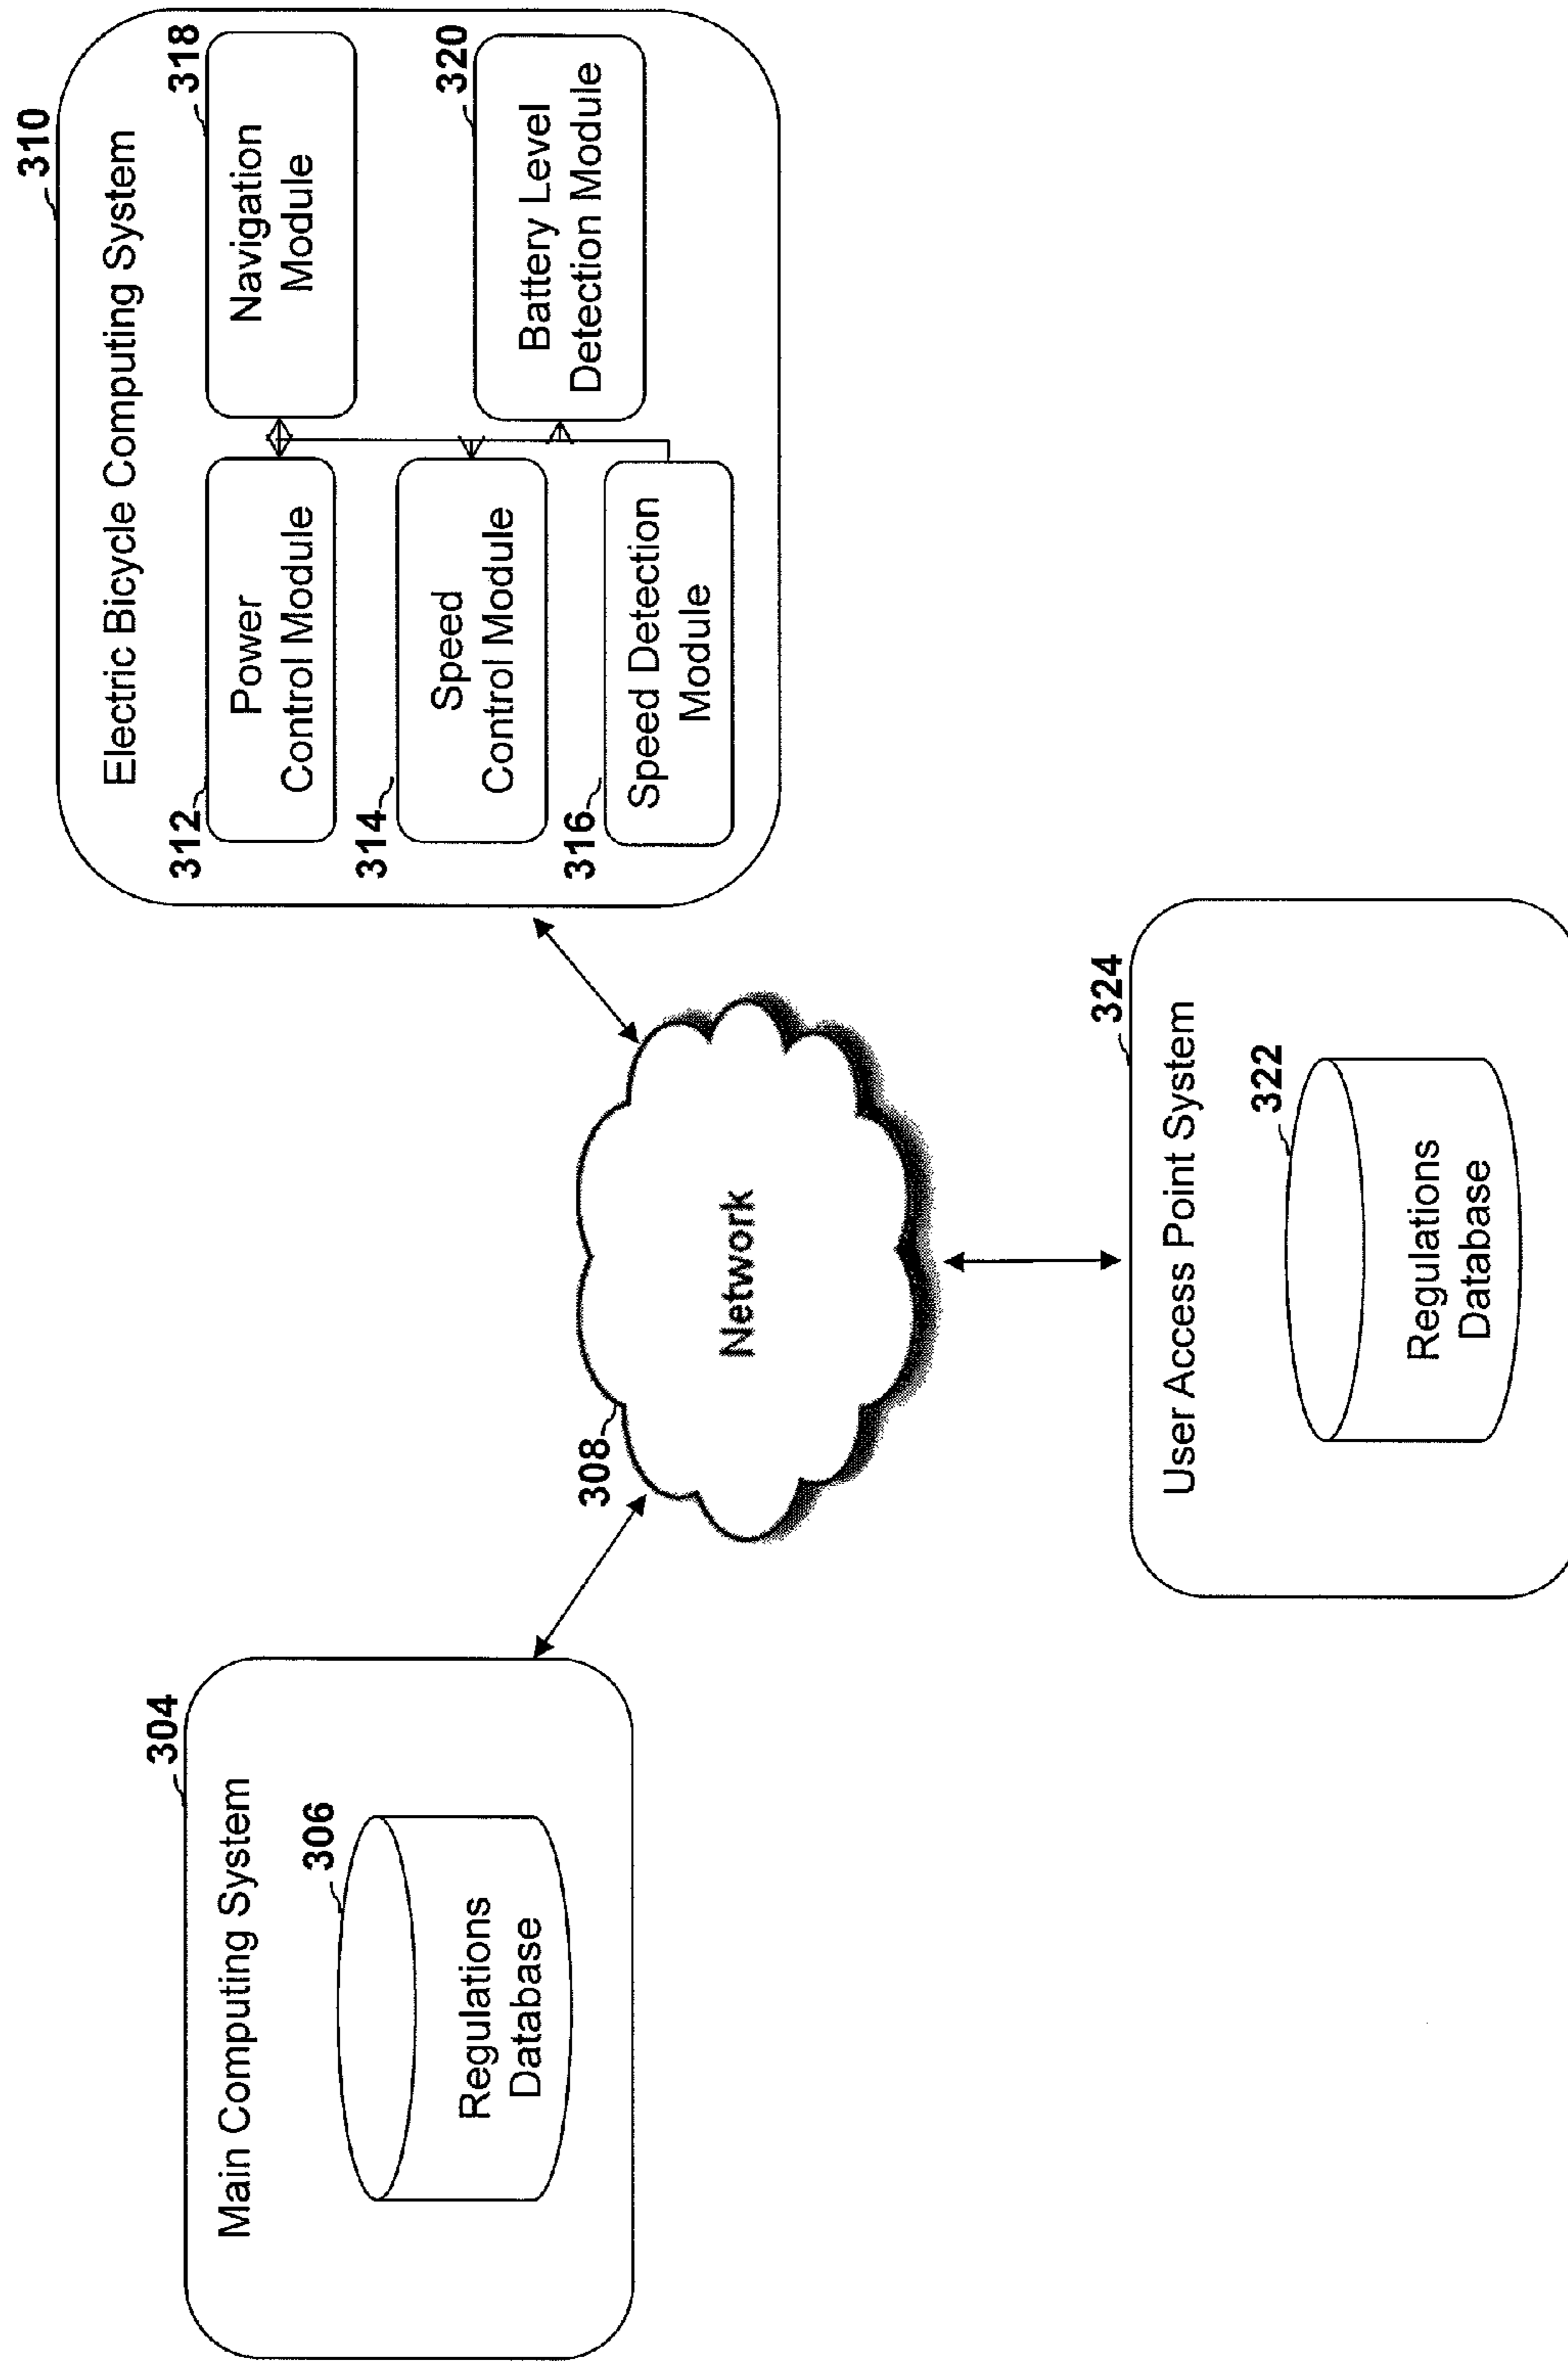 304
Main Computing System
306
Regulations
Database
308
Network
310
Electric Bicycle Computing System
312
Power
Control Module
318
Navigation
Module
314
Speed
Control Module
320
Battery Level
Detection Module
316
Speed Detection
Module
324
User Access Point System
322
Regulations
Database